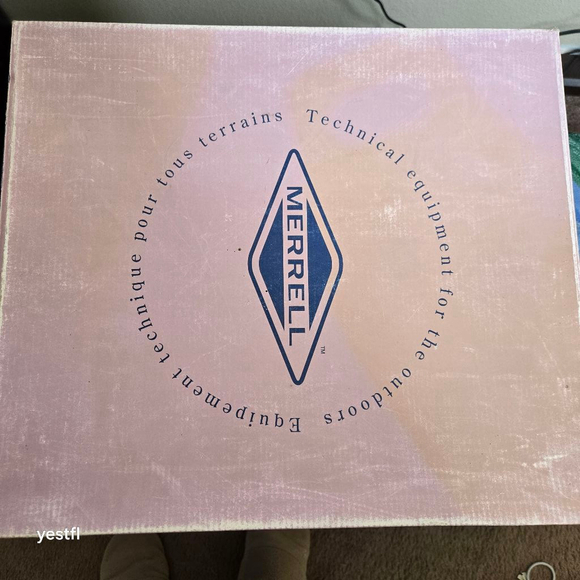 Technical equipment for the outdoors
Equipement technique pour tous terrains
MERRELL
TM
yestfl